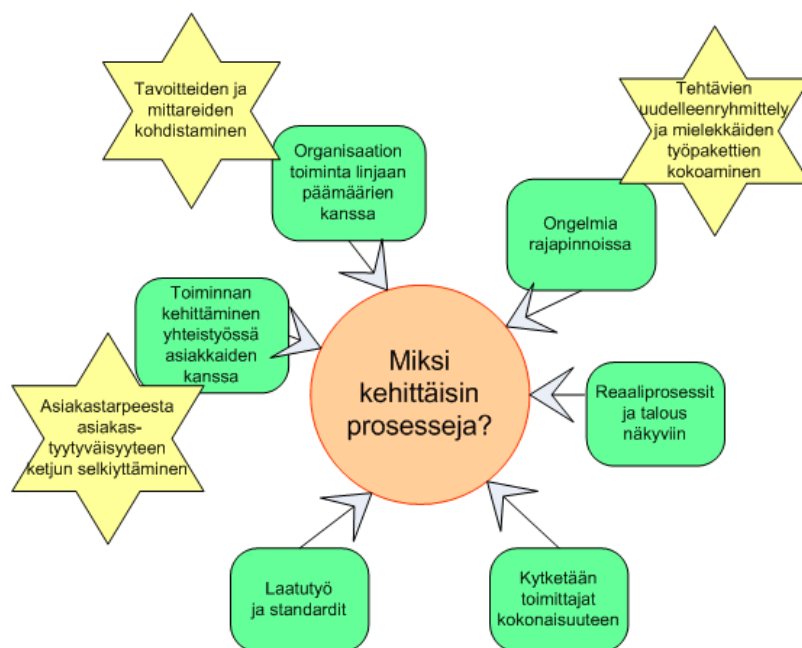 Tavoitteiden ja
mittareiden
kohdistaminen
Tehtävien
uudelleenryhmittely
ja mielekkäiden
työpakettien
kokoaminen
Organisaation
toiminta linjaan
päämäärien
kanssa
Ongelmia
rajapinnoissa
Toiminnan
kehittäminen
yhteistyössä
asiakkaiden
kanssa
Miksi
kehittäisin
prosesseja?
Reaaliprosessit
ja talous
näkyviin
Asiakastarpeesta
asiakas-
tyytyväisyyteen
ketjun selkiyttäminen
Laatutyö
ja standardit
Kytketään
toimittajat
kokonaisuuteen